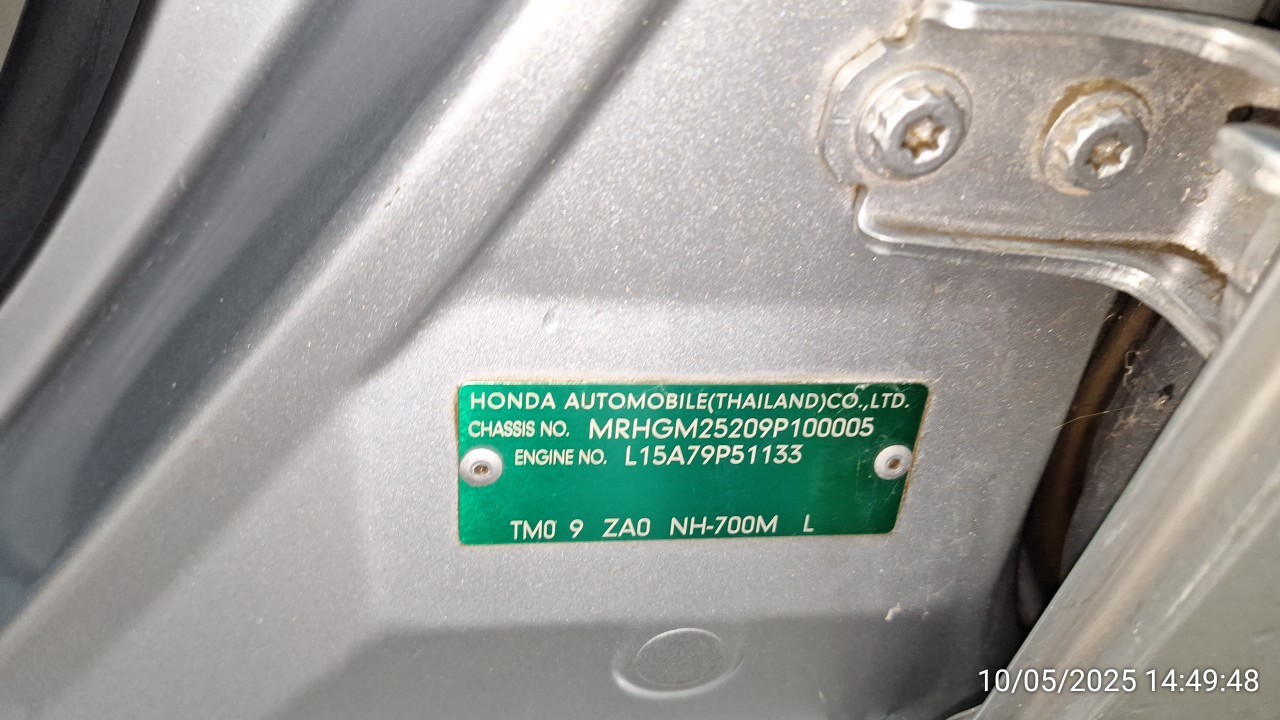 HONDA AUTOMOBILE(THAILAND)CO.,LTD.
CHASSIS NO. MRHGM25209P100005
ENGINE NO. L15A79P51133
TM0 9 ZA0 NH-700M L
10/05/2025 14:49:48